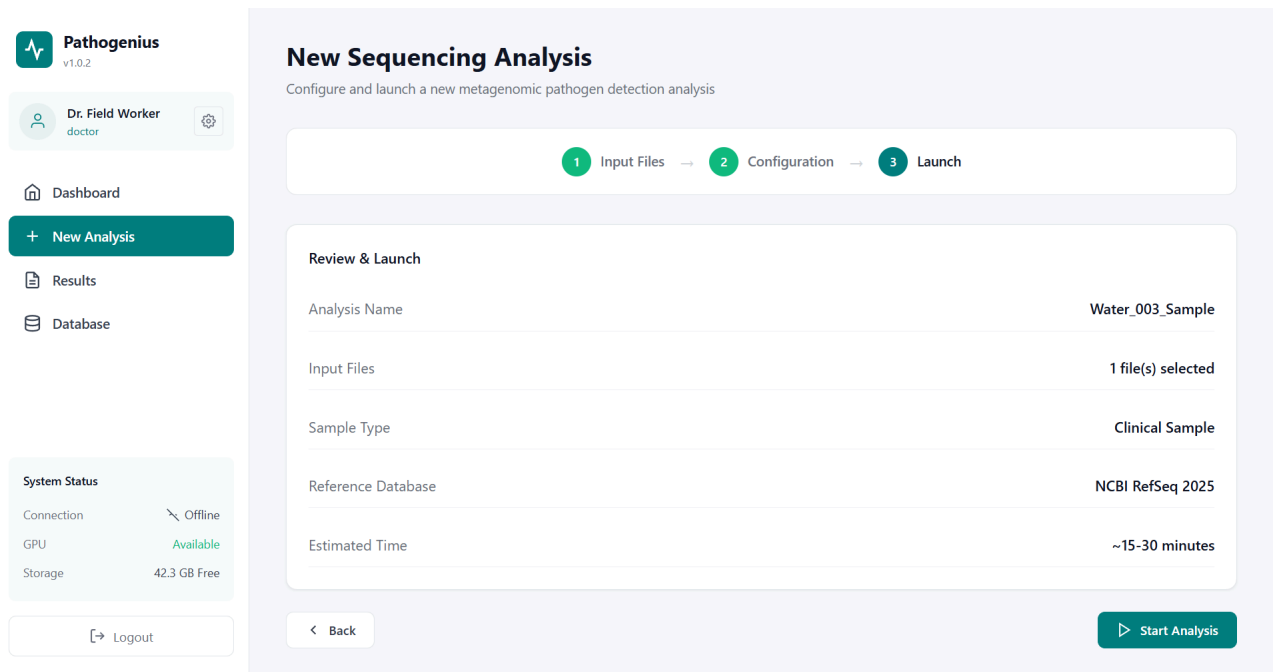 Pathogenius
v1.0.2
Dr. Field Worker
doctor
Dashboard
New Analysis
Results
Database
System Status
Connection Offline
GPU Available
Storage 42.3 GB Free
Logout
New Sequencing Analysis
Configure and launch a new metagenomic pathogen detection analysis
1 Input Files → 2 Configuration → 3 Launch
Review & Launch
Analysis Name Water_003_Sample
Input Files 1 file(s) selected
Sample Type Clinical Sample
Reference Database NCBI RefSeq 2025
Estimated Time ~15-30 minutes
Back
Start Analysis